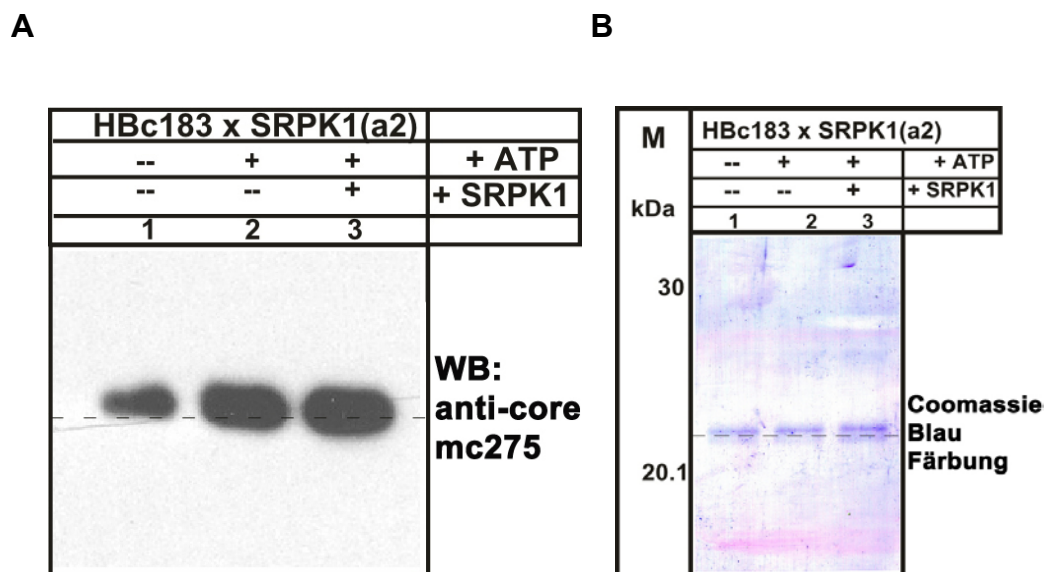 A
HBc183 x SRPK1(a2)
-- + + + ATP
-- -- + + SRPK1
1 2 3
WB:
anti-core
mc275
B
M HBc183 x SRPK1(a2)
-- + + + ATP
-- -- + + SRPK1
kDa
1 2 3
30
Coomassie
Blau
Färbung
20.1